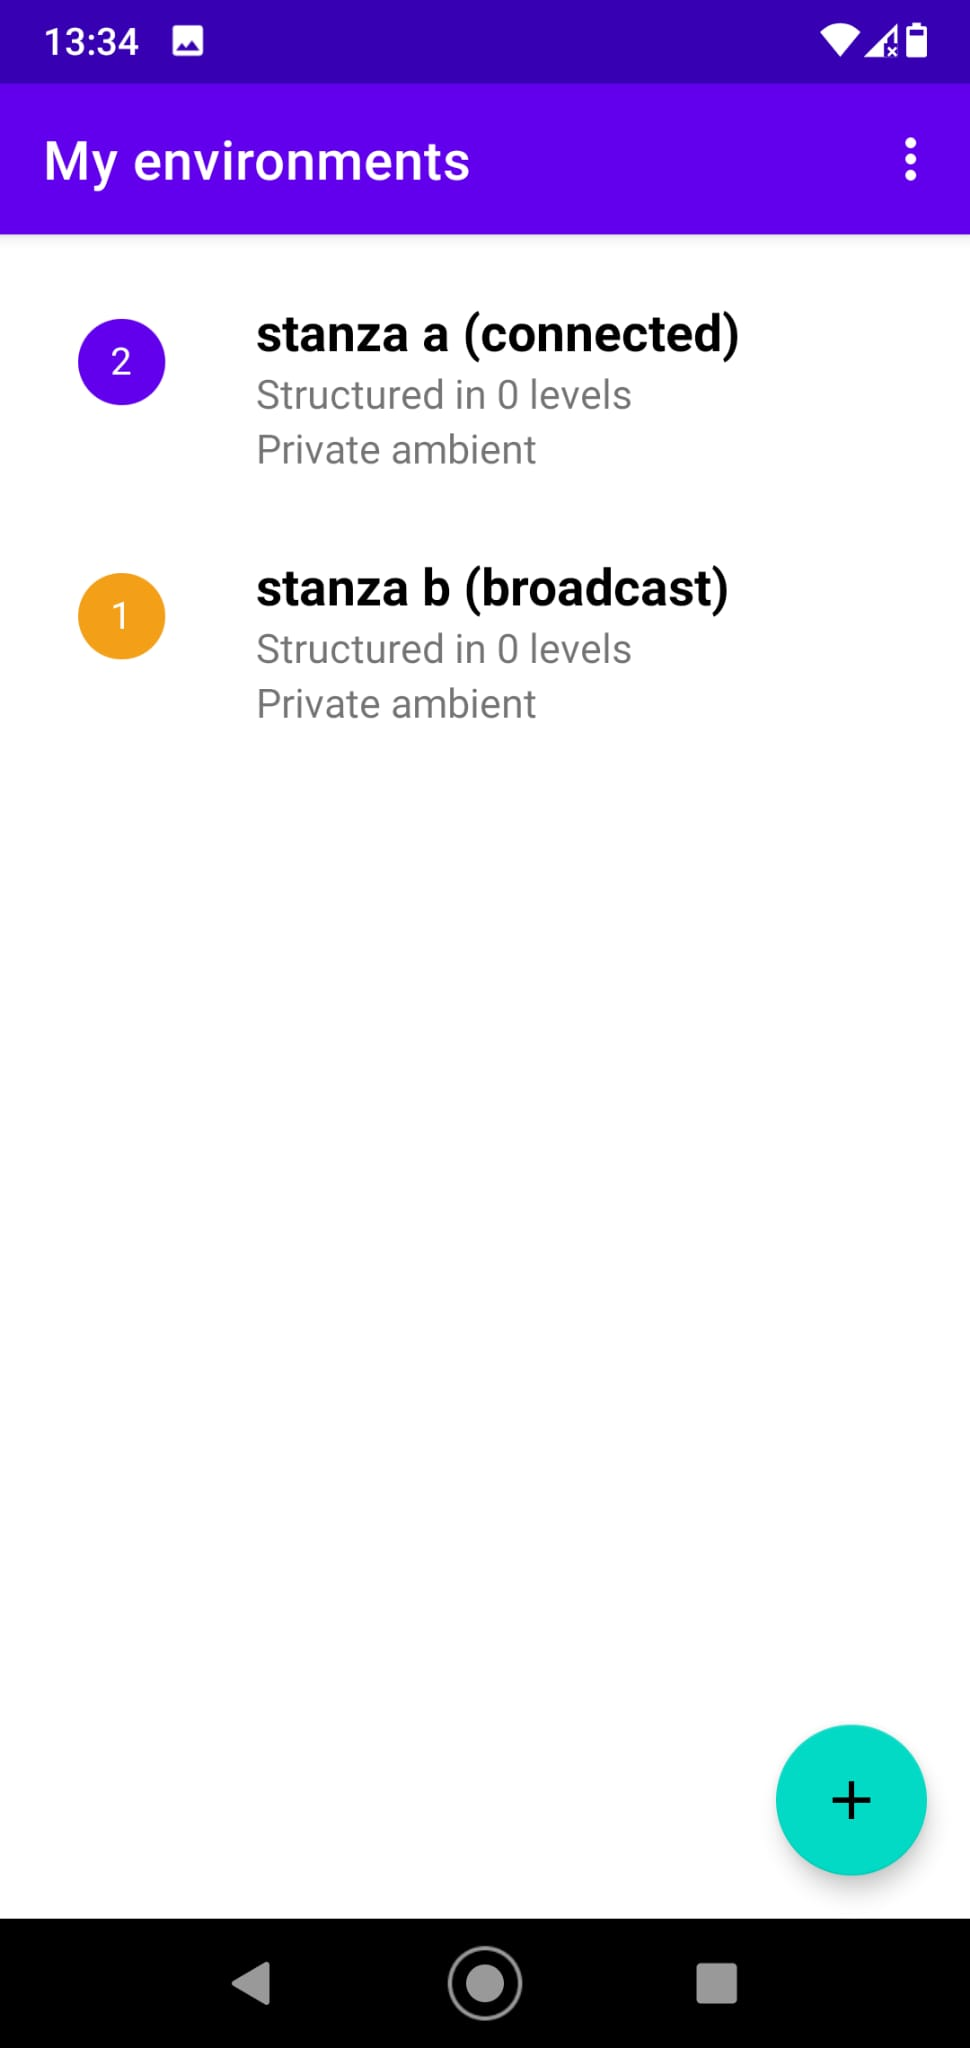 13:34
My environments
2
stanza a (connected)
Structured in 0 levels
Private ambient
1
stanza b (broadcast)
Structured in 0 levels
Private ambient
+